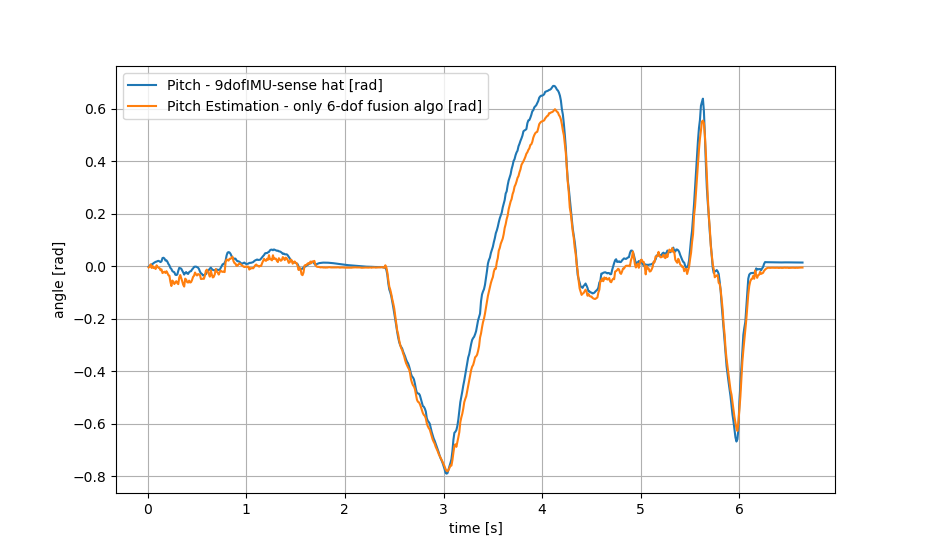 Pitch - 9dofIMU-sense hat [rad]
Pitch Estimation - only 6-dof fusion algo [rad]
0.6
0.4
0.2
0.0
−0.2
−0.4
−0.6
−0.8
angle [rad]
0 1 2 3 4 5 6
time [s]